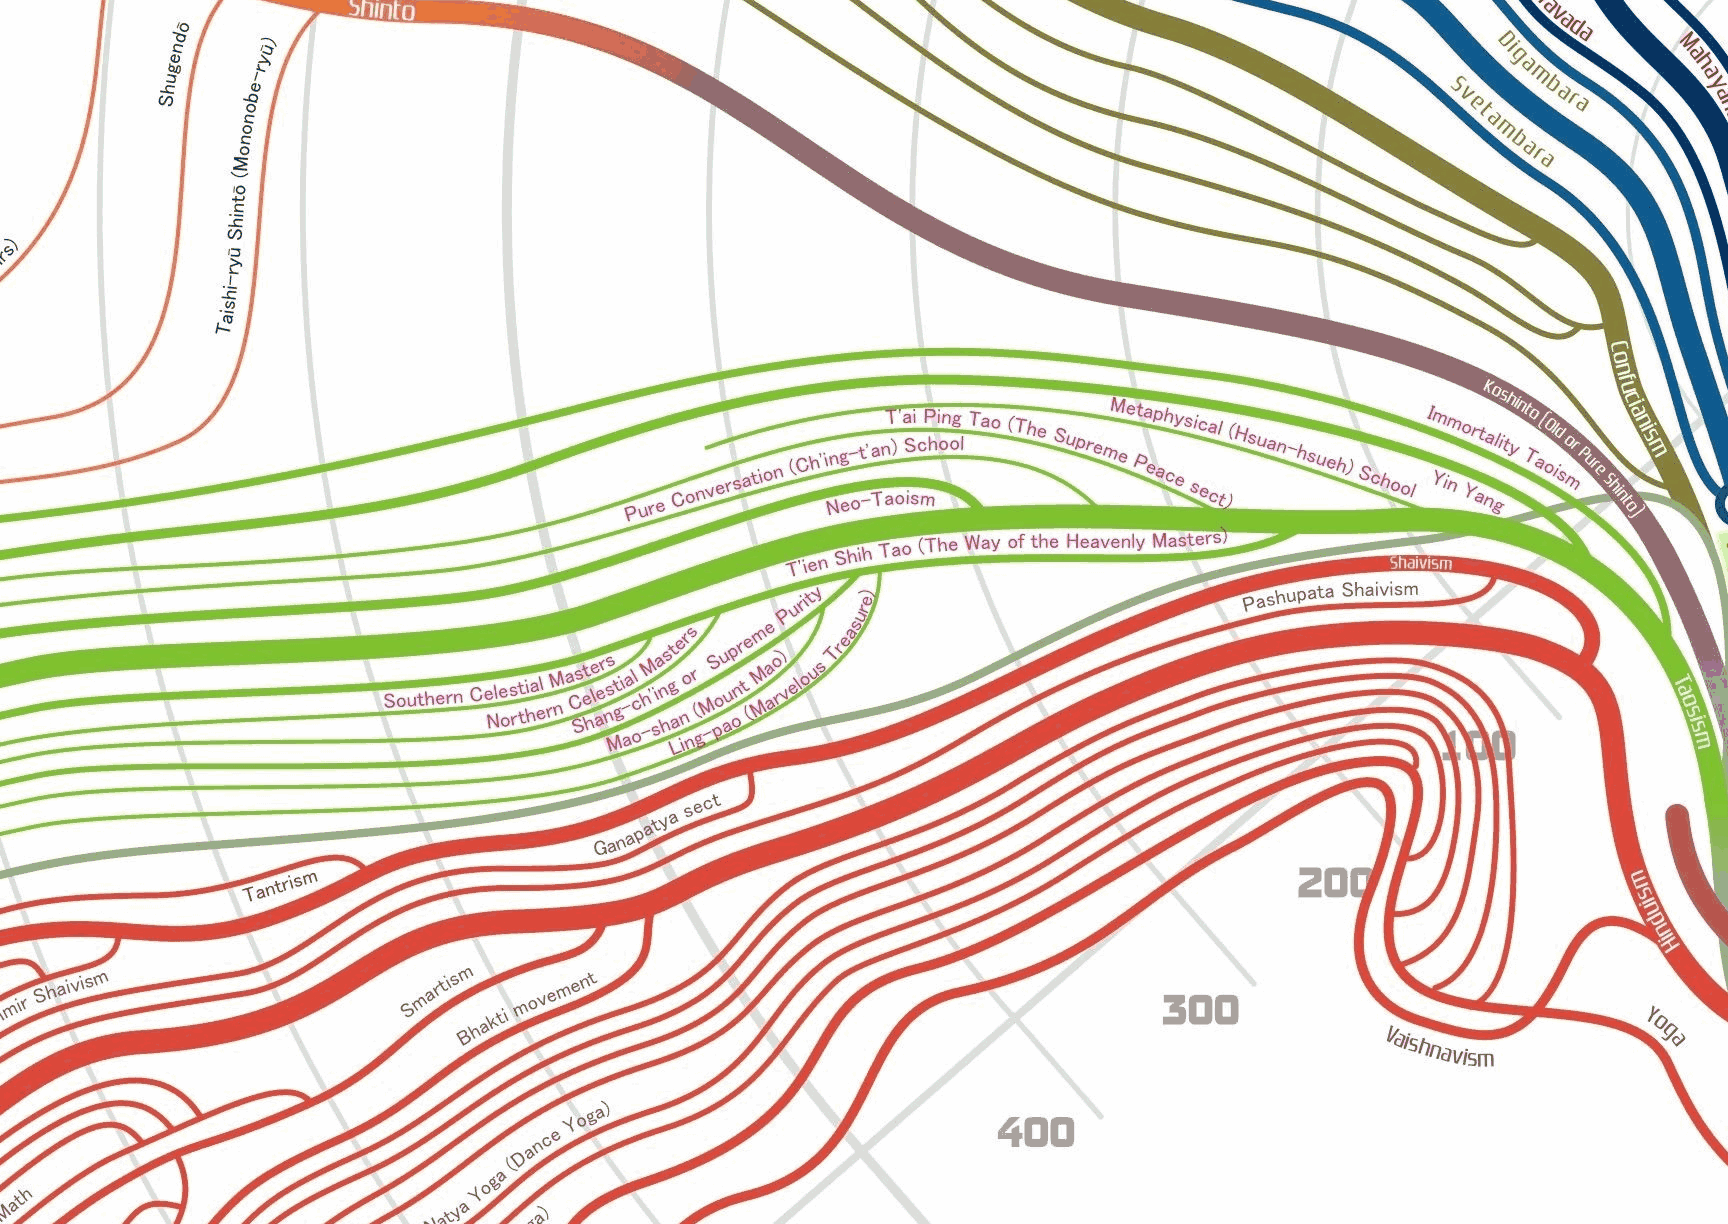 Shinto
Shugendō
Taishi-ryū Shintō (Mononobe-ryū)
Digambara
Svetambara
Confucianism
Koshinto (Old or Pure Shinto)
Immortality Taoism
Yin Yang
Metaphysical (Hsuan-hsueh) School
T'ai Ping Tao (The Supreme Peace sect)
Pure Conversation (Ch'ing-t'an) School
Neo-Taoism
T'ien Shih Tao (The Way of the Heavenly Masters)
Southern Celestial Masters
Northern Celestial Masters
Shang-ch'ing or Supreme Purity
Mao-shan (Mount Mao)
Ling-pao (Marvelous Treasure)
Shaivism
Pashupata Shaivism
Taosism
Ganapatya sect
Tantrism
mir Shaivism
Smartism
Bhakti movement
100
200
300
400
Hinduism
Yoga
Vaishnavism
Natya Yoga (Dance Yoga)
Math